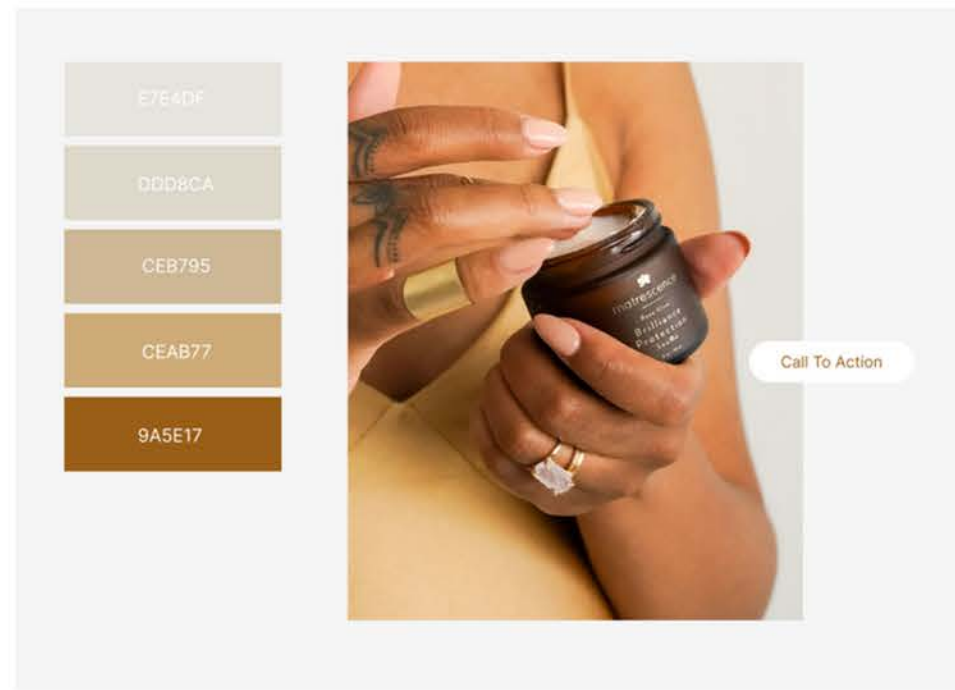 E7E4DF
DDD8CA
CEB795
CEAB77
9A5E17
matrescence
Brilliance
Protection
Call To Action